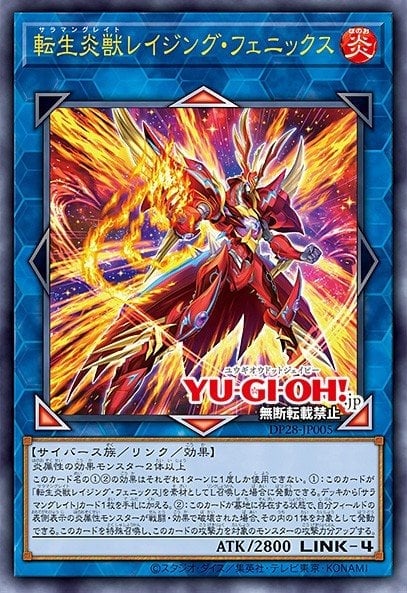 サラマングレイト
転生炎獣レイジング・フェニックス
ほのお
炎
ユウギオウドットジェイピー
YU-GI-OH!.jp
無断転載禁止
DP28-JP005
【サイバース族/リンク/効果】
炎属性の効果モンスター2体以上
このカード名の①②の効果はそれぞれ1ターンに1度しか使用できない。①:このカードが
「転生炎獣レイジング・フェニックス」を素材としてL召喚した場合に発動できる。デッキから「サラ
マングレイト」カード1枚を手札に加える。②:このカードが墓地に存在する状態で、自分フィールド
の表側表示の炎属性モンスターが戦闘・効果で破壊された場合、その内の1体を対象として発動
できる。このカードを特殊召喚し、このカードの攻撃力を対象のモンスターの攻撃力分アップする。
ATK/2800 LINK-4
©スタジオ・ダイス/集英社・テレビ東京・KONAMI